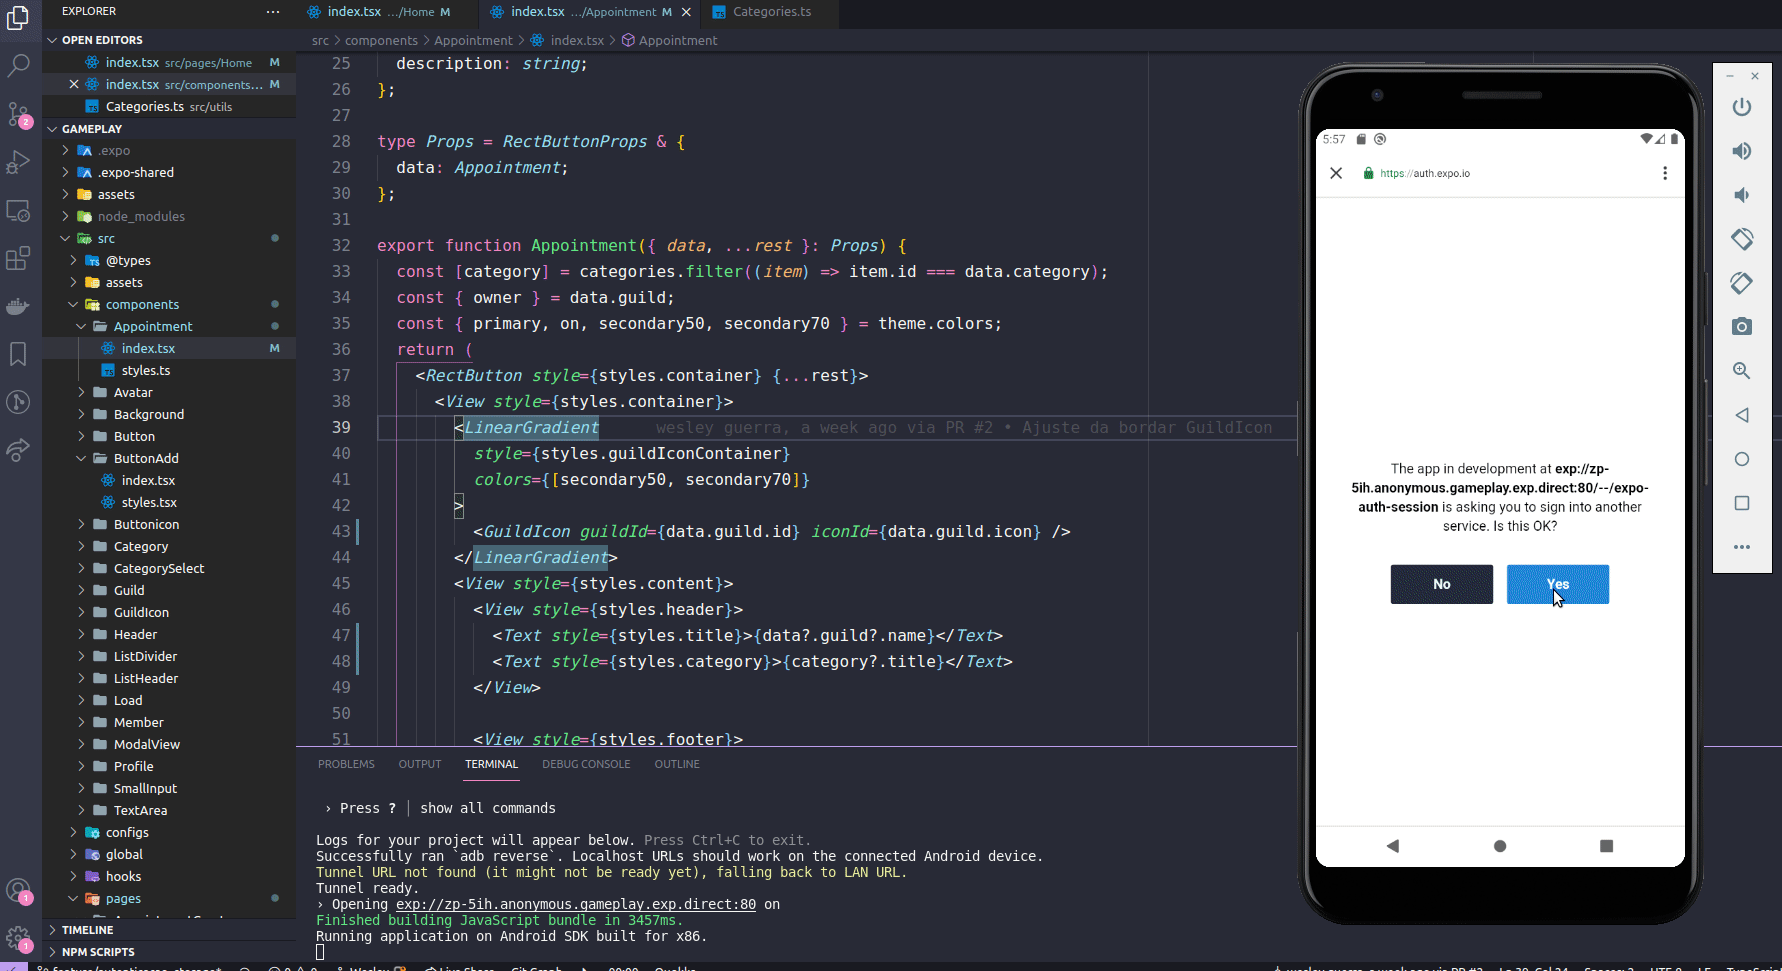 EXPLORER
OPEN EDITORS
index.tsx src/pages/Home M
index.tsx src/components... M
Categories.ts src/utils
GAMEPLAY
.expo
.expo-shared
assets
node_modules
src
@types
assets
components
Appointment
index.tsx M
styles.ts
Avatar
Background
Button
ButtonAdd
index.tsx
styles.tsx
Buttonicon
Category
CategorySelect
Guild
GuildIcon
Header
ListDivider
ListHeader
Load
Member
ModalView
Profile
SmallInput
TextArea
configs
global
hooks
pages
TIMELINE
NPM SCRIPTS
2
1
1
index.tsx .../Home M
index.tsx .../Appointment M
Categories.ts
src > components > Appointment > index.tsx > Appointment
25 description: string;
26 };
27
28 type Props = RectButtonProps & {
29 data: Appointment;
30 };
31
32 export function Appointment({ data, ...rest }: Props) {
33 const [category] = categories.filter((item) => item.id === data.category);
34 const { owner } = data.guild;
35 const { primary, on, secondary50, secondary70 } = theme.colors;
36 return (
37 <RectButton style={styles.container} {...rest}>
38 <View style={styles.container}>
39 <LinearGradient wesley guerra, a week ago via PR #2 • Ajuste da bordar GuildIcon
40 style={styles.guildIconContainer}
41 colors={[secondary50, secondary70]}
42 >
43 <GuildIcon guildId={data.guild.id} iconId={data.guild.icon} />
44 </LinearGradient>
45 <View style={styles.content}>
46 <View style={styles.header}>
47 <Text style={styles.title}>{data?.guild?.name}</Text>
48 <Text style={styles.category}>{category?.title}</Text>
49 </View>
50
51 <View style={styles.footer}>
PROBLEMS OUTPUT TERMINAL DEBUG CONSOLE OUTLINE
› Press ? │ show all commands
Logs for your project will appear below. Press Ctrl+C to exit.
Successfully ran `adb reverse`. Localhost URLs should work on the connected Android device.
Tunnel URL not found (it might not be ready yet), falling back to LAN URL.
Tunnel ready.
› Opening exp://zp-5ih.anonymous.gameplay.exp.direct:80 on
Finished building JavaScript bundle in 3457ms.
Running application on Android SDK built for x86.
5:57
https://auth.expo.io
The app in development at exp://zp-
5ih.anonymous.gameplay.exp.direct:80/--/expo-
auth-session is asking you to sign into another
service. Is this OK?
No
Yes